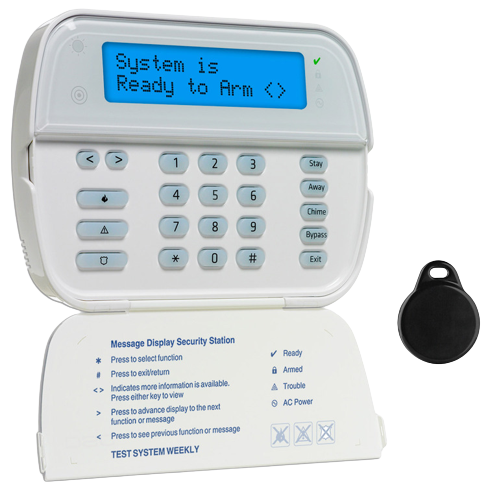 System is
Ready to Arm <>
< >
1 2 3 Stay
4 5 6 Away
Chime
7 8 9 Bypass
* 0 # Exit
Message Display Security Station
* Press to select function
# Press to exit/return
<> Indicates more information is available.
Press either key to view
> Press to advance display to the next
function or message
< Press to see previous function or message
TEST SYSTEM WEEKLY
✓ Ready
Armed
Trouble
AC Power